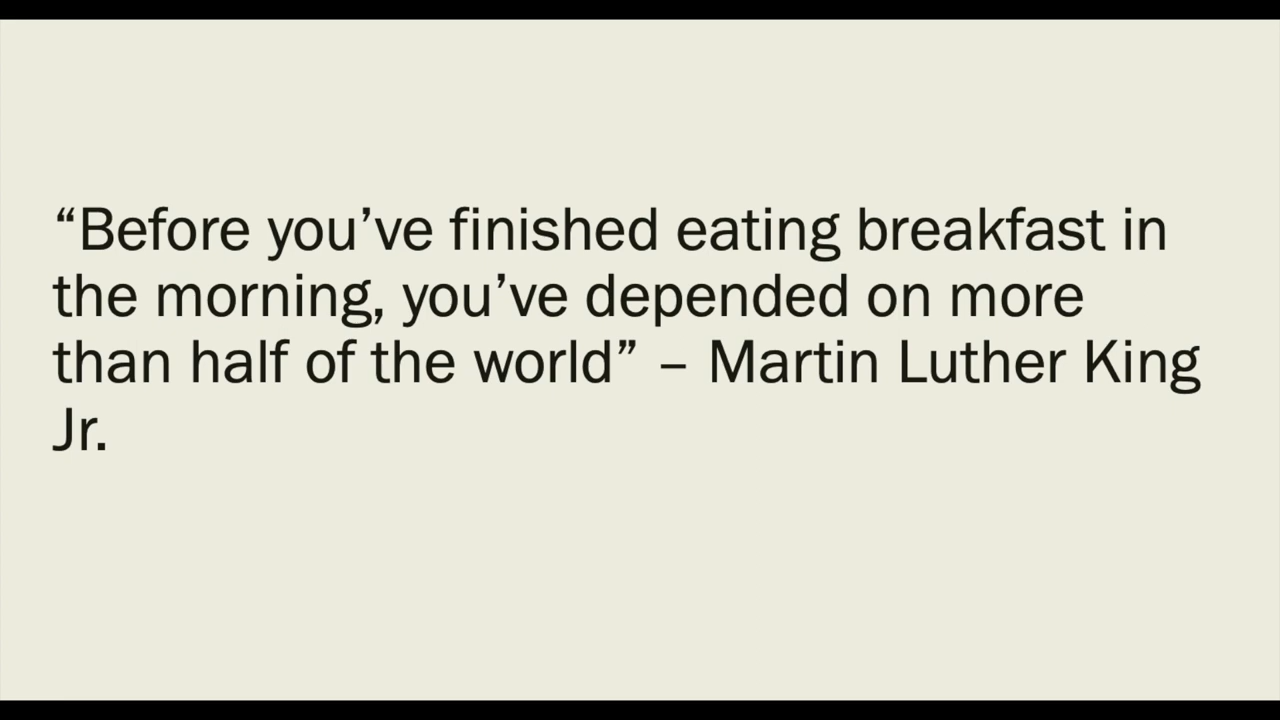 “Before you’ve finished eating breakfast in
the morning, you’ve depended on more
than half of the world” – Martin Luther King
Jr.